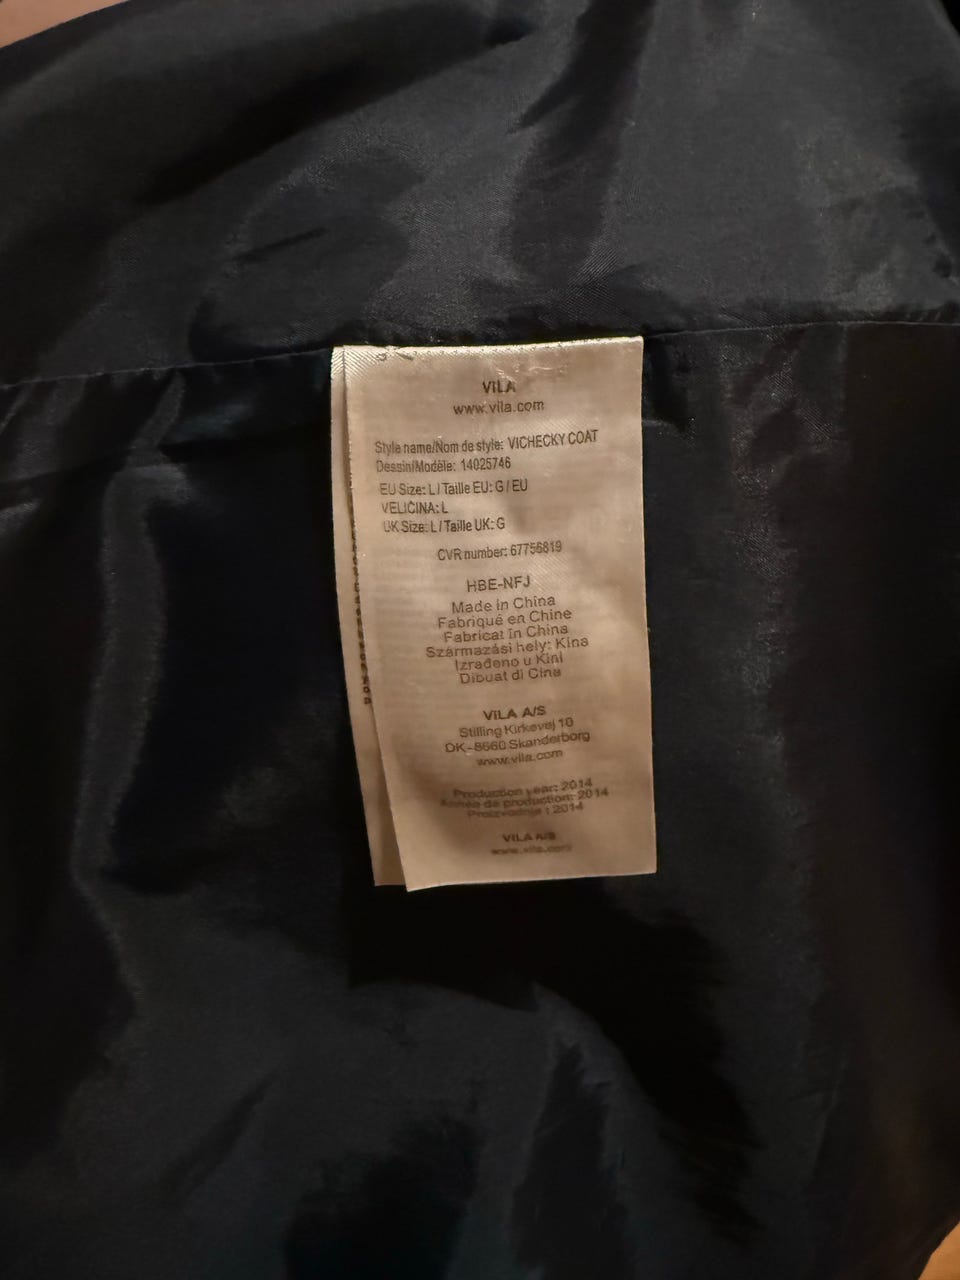 VILA
www.vila.com
Style name/Nom de style: VICHECKY COAT
Dessin/Modèle: 14025746
EU Size: L / Taille EU: G / EU
VELIČINA: L
UK Size: L / Taille UK: G
CVR number: 67756819
HBE-NFJ
Made in China
Fabriqué en Chine
Fabricat în China
Származási hely: Kína
Izrađeno u Kini
Dibuat di Cina
VILA A/S
Stilling Kirkevej 10
DK-8660 Skanderborg
www.vila.com
Production year: 2014
Année de production: 2014
Proizvodnja : 2014
VILA A/S
www.vila.com